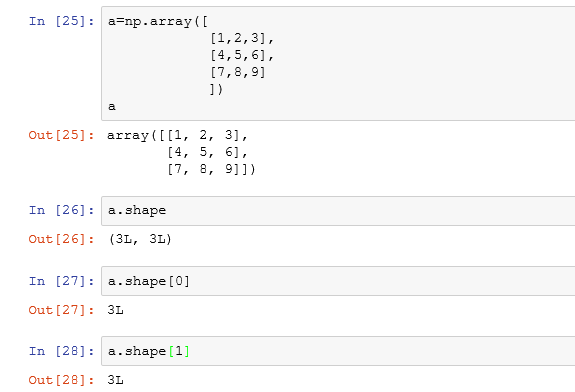 In [25]: a=np.array([
[1,2,3],
[4,5,6],
[7,8,9]
])
a
Out[25]: array([[1, 2, 3],
[4, 5, 6],
[7, 8, 9]])
In [26]: a.shape
Out[26]: (3L, 3L)
In [27]: a.shape[0]
Out[27]: 3L
In [28]: a.shape[1]
Out[28]: 3L